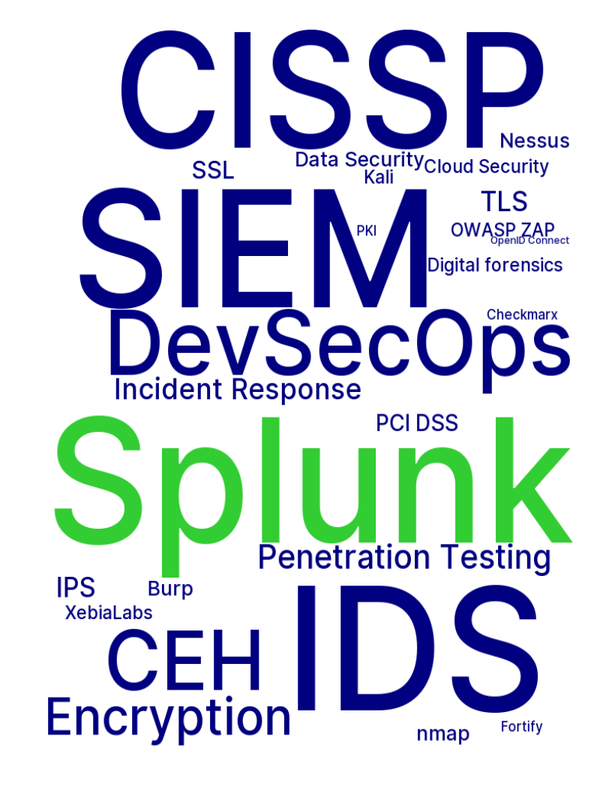 CISSP
Nessus
Data Security
Cloud Security
SSL
Kali
TLS
SIEM
PKI
OWASP ZAP
OpenID Connect
Digital forensics
Checkmarx
DevSecOps
Incident Response
PCI DSS
Splunk
Penetration Testing
IPS
Burp
XebiaLabs
IDS
CEH
Encryption
Fortify
nmap